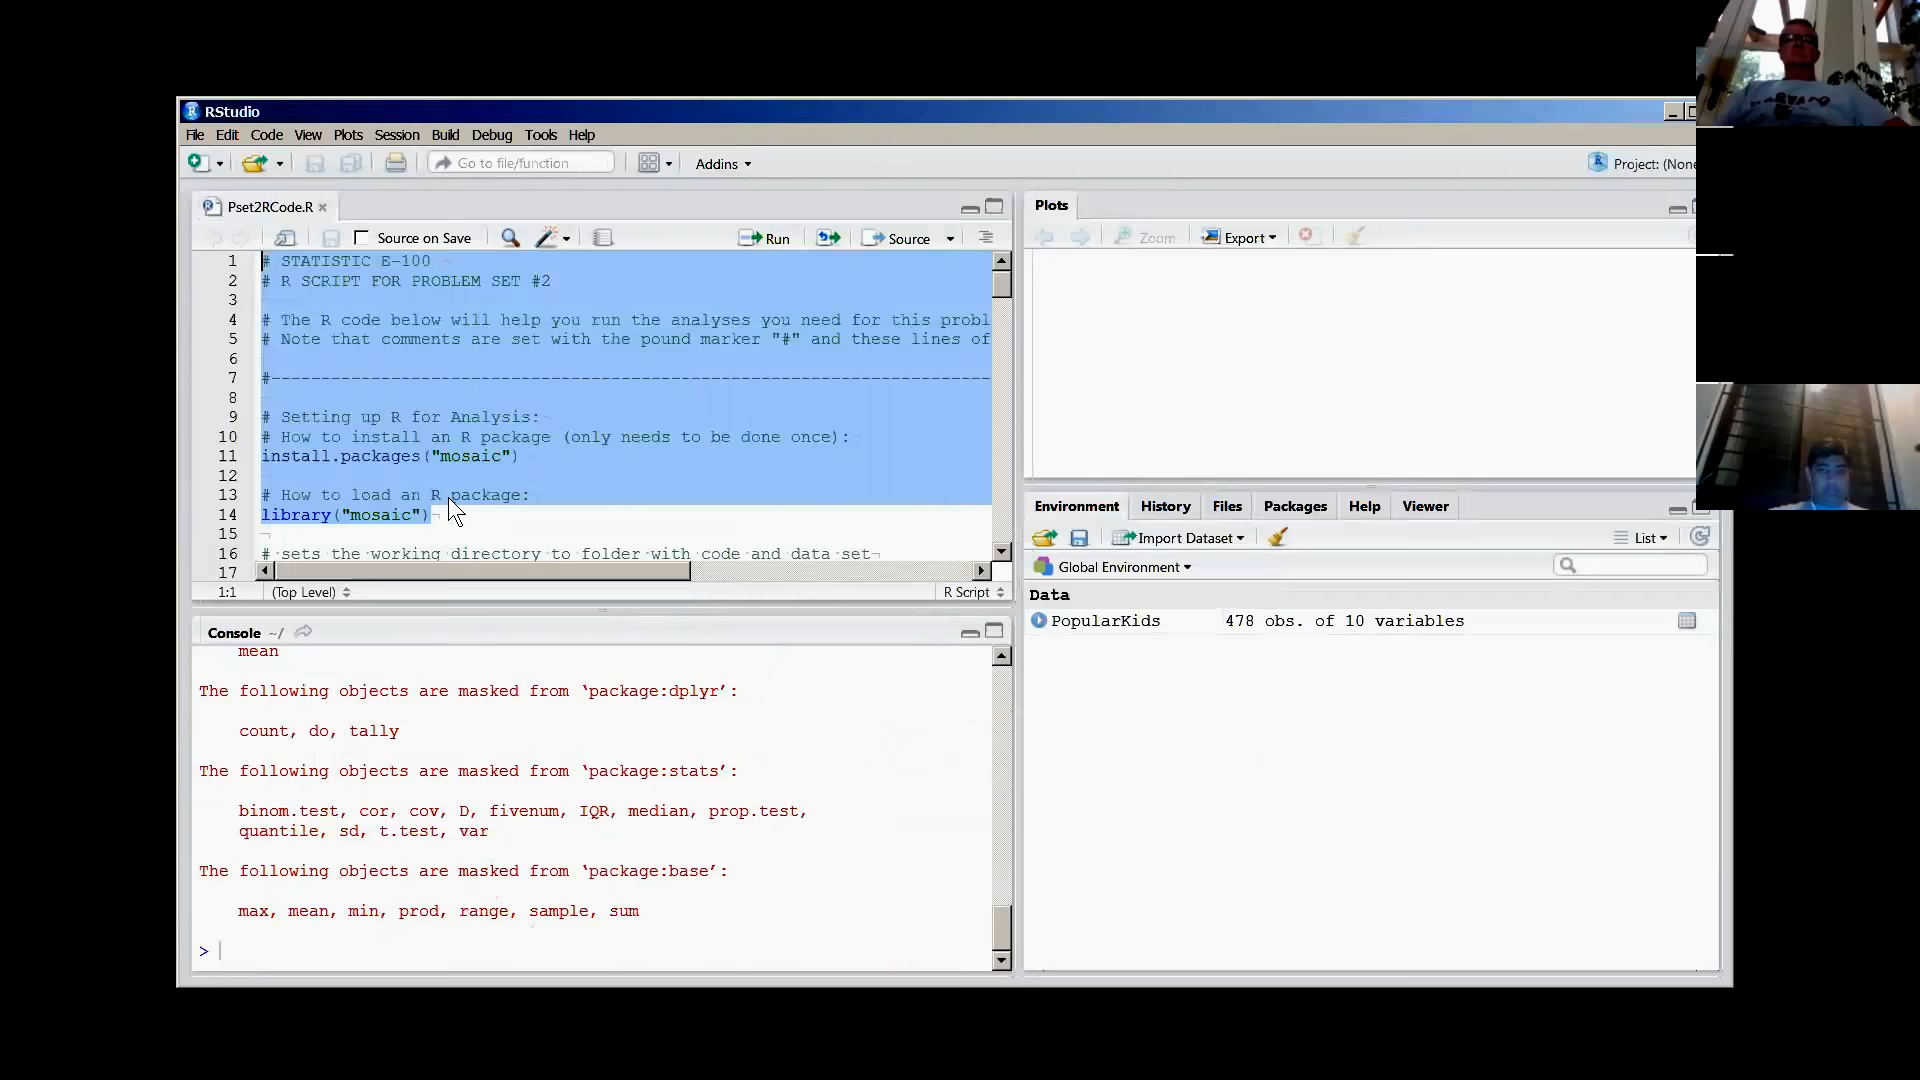 RStudio
File Edit Code View Plots Session Build Debug Tools Help
Go to file/function
Addins
Project: (None
Pset2RCode.R
Source on Save
Run
Source
1 # STATISTIC E-100
2 # R SCRIPT FOR PROBLEM SET #2
3
4 # The R code below will help you run the analyses you need for this probl
5 # Note that comments are set with the pound marker "#" and these lines of
6
7 #------------------------------------------------------------------------
8
9 # Setting up R for Analysis:
10 # How to install an R package (only needs to be done once):
11 install.packages("mosaic")
12
13 # How to load an R package:
14 library("mosaic")
15
16 # sets the working directory to folder with code and data set
17
1:1 (Top Level) R Script
Console ~/
mean
The following objects are masked from ‘package:dplyr’:
count, do, tally
The following objects are masked from ‘package:stats’:
binom.test, cor, cov, D, fivenum, IQR, median, prop.test,
quantile, sd, t.test, var
The following objects are masked from ‘package:base’:
max, mean, min, prod, range, sample, sum
>
Plots
Zoom Export
Environment History Files Packages Help Viewer
Import Dataset List
Global Environment
Data
PopularKids 478 obs. of 10 variables
HARVARD